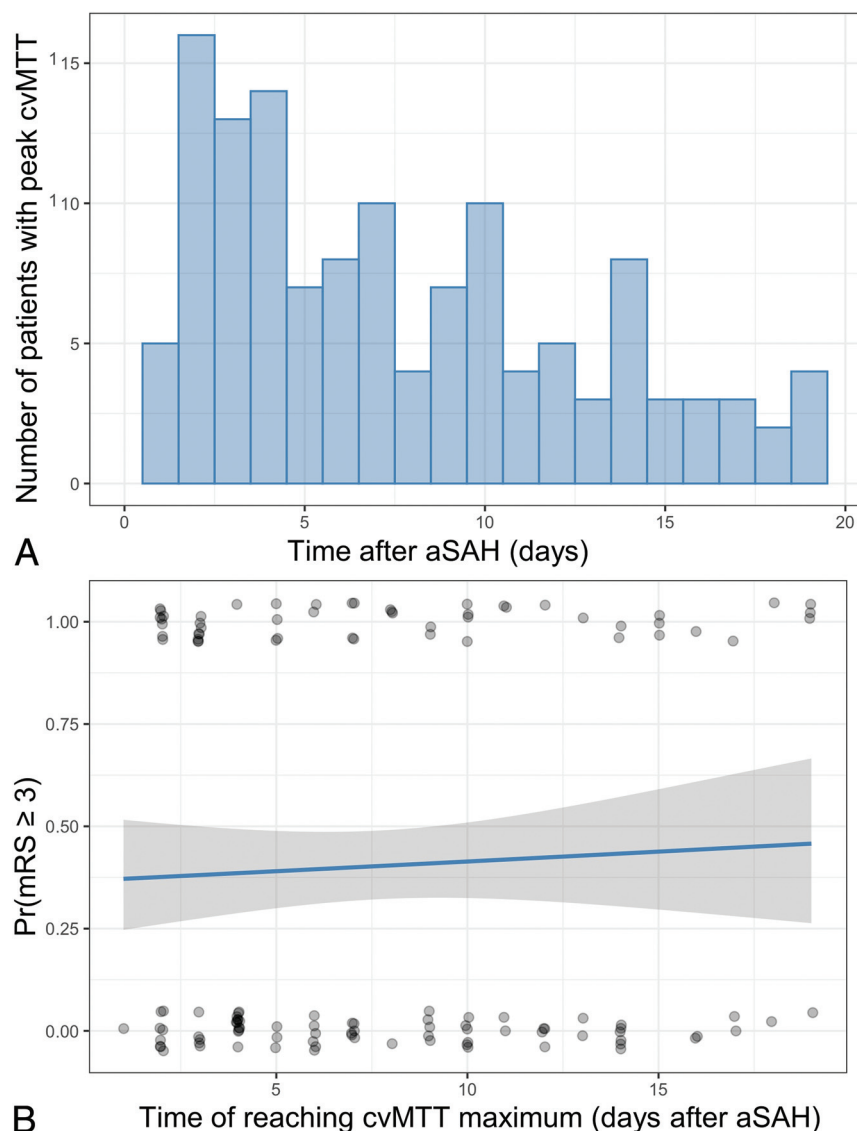 Number of patients with peak cvMTT
1
15
1
10
5
0
0 5 10 15 20
A
Time after aSAH (days)
Pr(mRS ≥ 3)
1.00
0.75
0.50
0.25
0.00
5 10 15
B
Time of reaching cvMTT maximum (days after aSAH)